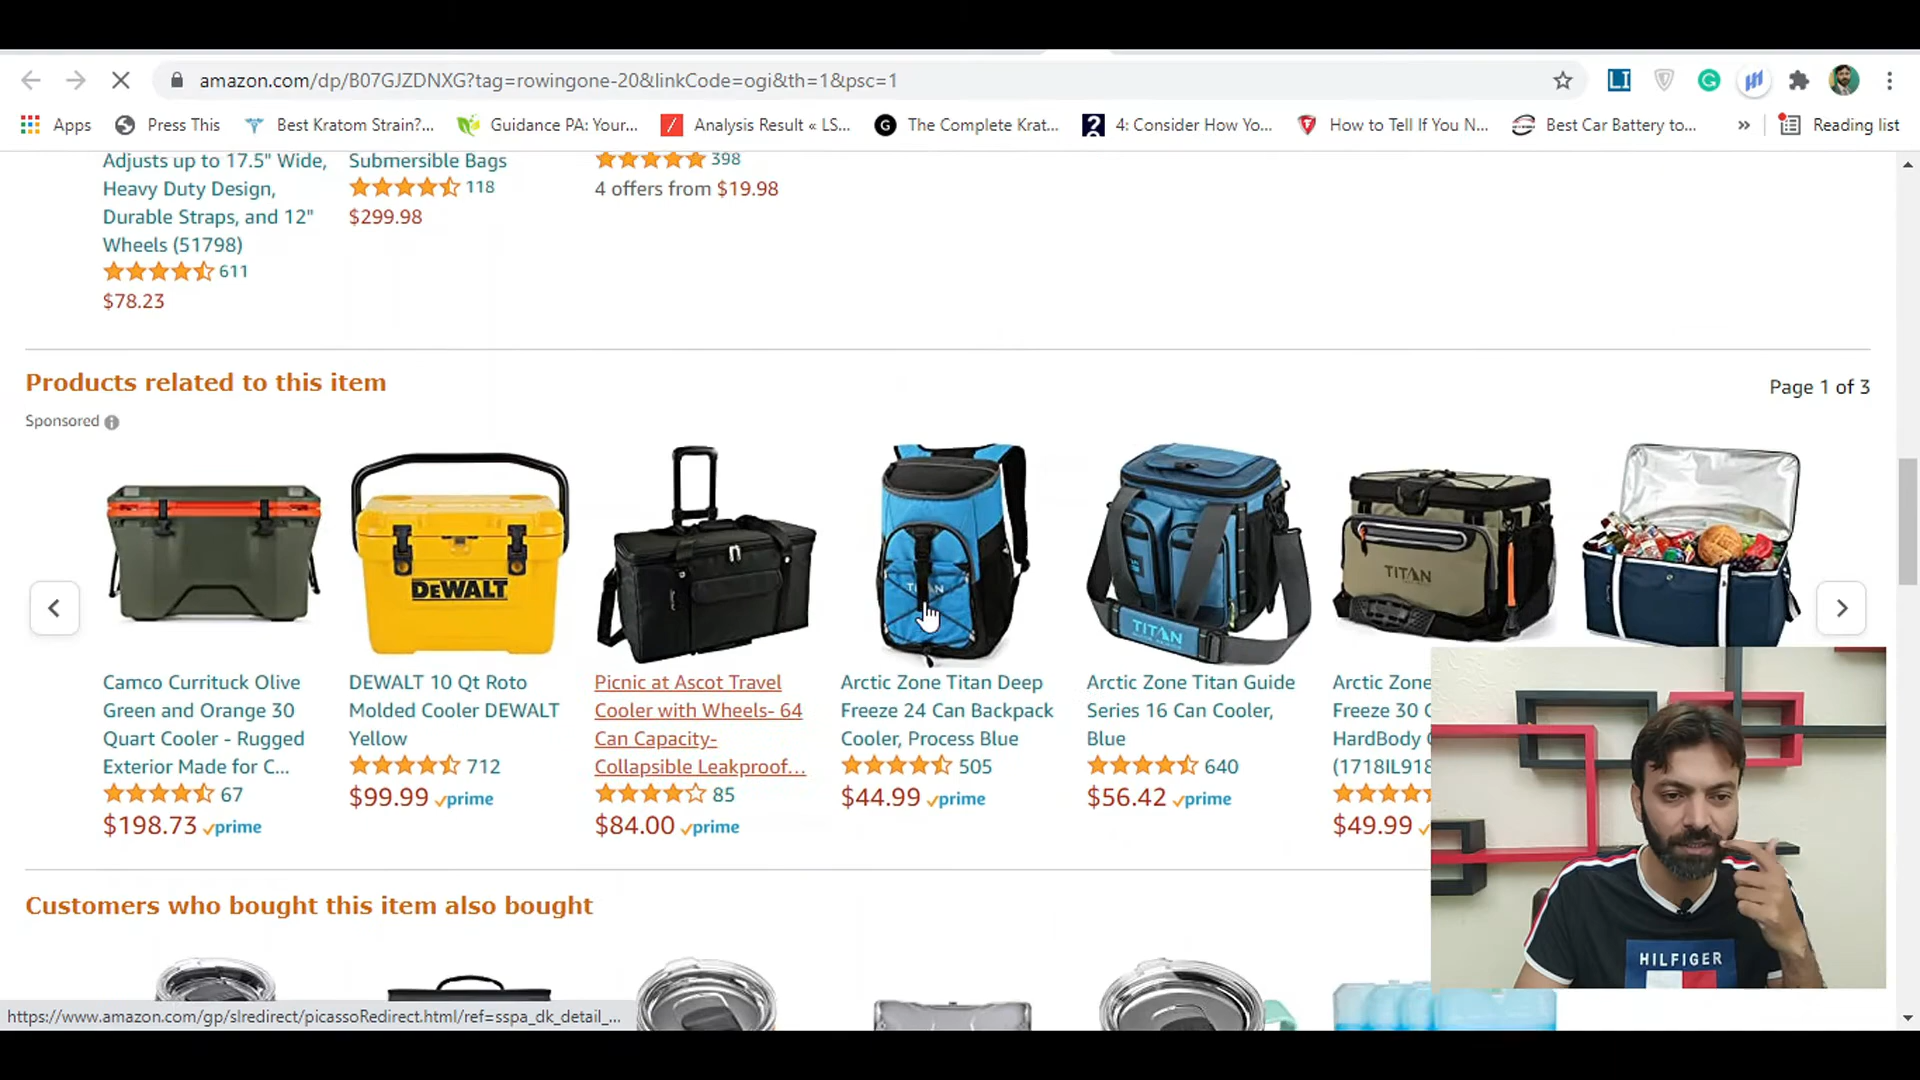 amazon.com/dp/B07GJZDNXG?tag=rowingone-20&linkCode=ogi&th=1&psc=1
Apps Press This Best Kratom Strain?... Guidance PA: Your... Analysis Result « LS... The Complete Krat... 4: Consider How Yo... How to Tell If You N... Best Car Battery to... » Reading list
Adjusts up to 17.5" Wide,
Heavy Duty Design,
Durable Straps, and 12"
Wheels (51798)
611
$78.23
Submersible Bags
118
$299.98
398
4 offers from $19.98
Products related to this item
Page 1 of 3
Sponsored
DEWALT
TITAN
TITAN
TITAN
Camco Currituck Olive
Green and Orange 30
Quart Cooler - Rugged
Exterior Made for C...
67
$198.73 prime
DEWALT 10 Qt Roto
Molded Cooler DEWALT
Yellow
712
$99.99 prime
Picnic at Ascot Travel
Cooler with Wheels- 64
Can Capacity-
Collapsible Leakproof...
85
$84.00 prime
Arctic Zone Titan Deep
Freeze 24 Can Backpack
Cooler, Process Blue
505
$44.99 prime
Arctic Zone Titan Guide
Series 16 Can Cooler,
Blue
640
$56.42 prime
Arctic Zone
Freeze 30
HardBody
(1718IL918
$49.99
HILFIGER
Customers who bought this item also bought
https://www.amazon.com/gp/slredirect/picassoRedirect.html/ref=sspa_dk_detail_...